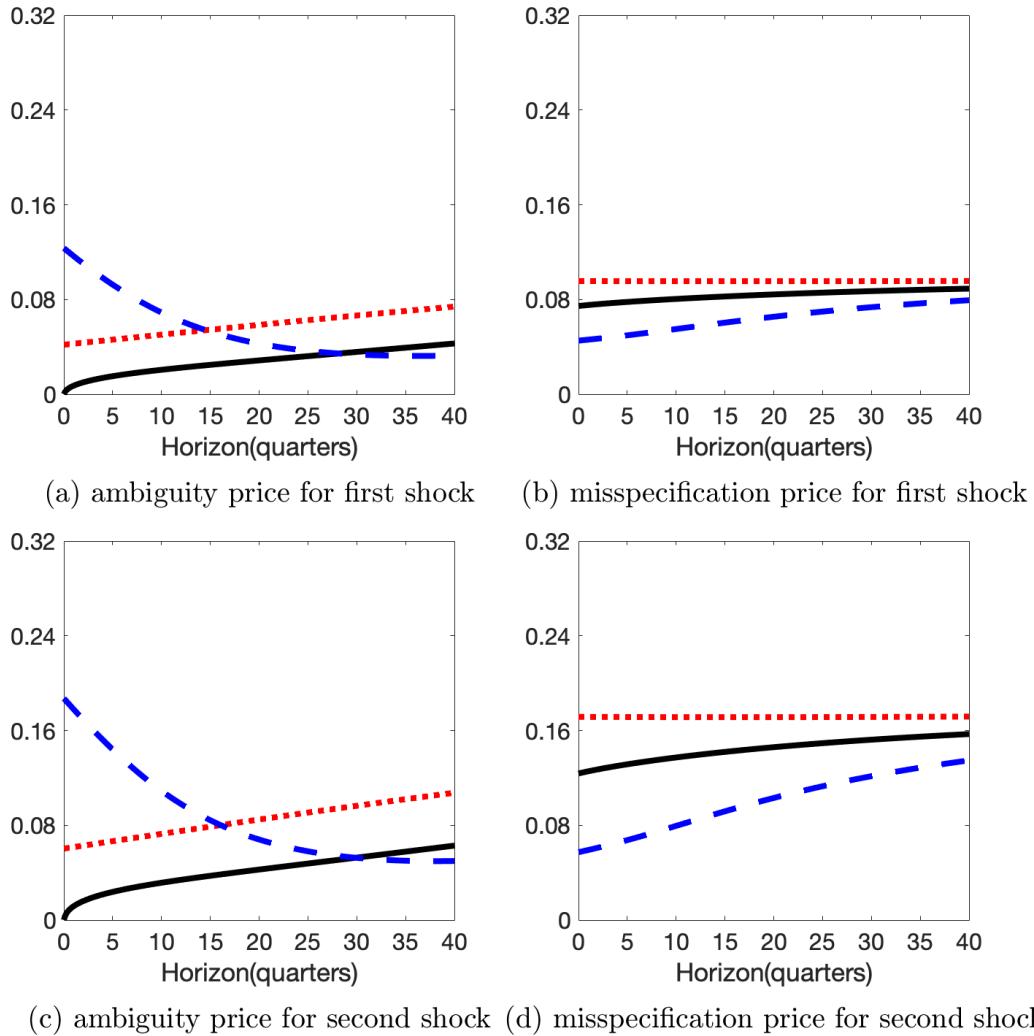 0.32
0.24
0.16
0.08
0
0 5 10 15 20 25 30 35 40
Horizon(quarters)
(a) ambiguity price for first shock
0.32
0.24
0.16
0.08
0
0 5 10 15 20 25 30 35 40
Horizon(quarters)
(b) misspecification price for first shock
0.32
0.24
0.16
0.08
0
0 5 10 15 20 25 30 35 40
Horizon(quarters)
(c) ambiguity price for second shock
0.32
0.24
0.16
0.08
0
0 5 10 15 20 25 30 35 40
Horizon(quarters)
(d) misspecification price for second shock